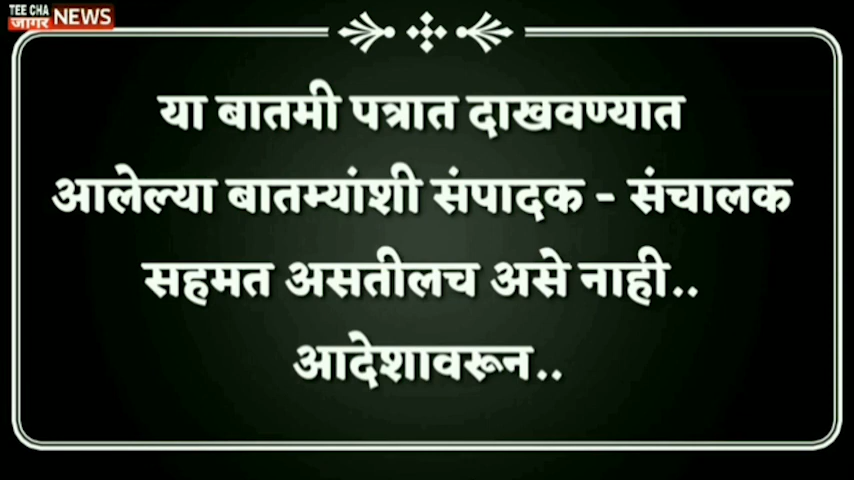 TEE CHA
जागर NEWS
या बातमी पत्रात दाखवण्यात
आलेल्या बातम्यांशी संपादक - संचालक
सहमत असतीलच असे नाही..
आदेशावरून..